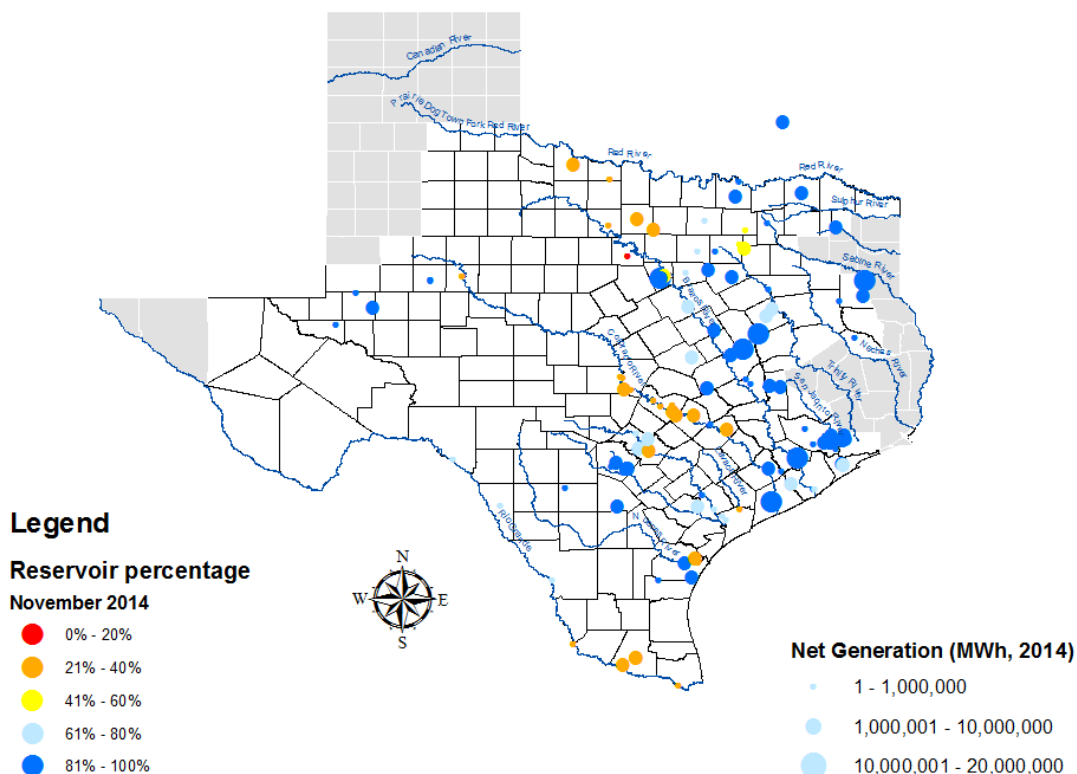 Canadian River
Prairie Dog Town Fork Red River
Red River
Red River
Sulphur River
Sabine River
Brazos River
Colorado River
Neches River
Trinity River
San Jacinto River
Rio Grande
Nueces River
N
W E
S
Legend
Reservoir percentage
November 2014
0% - 20%
21% - 40%
41% - 60%
61% - 80%
81% - 100%
Net Generation (MWh, 2014)
1 - 1,000,000
1,000,001 - 10,000,000
10,000,001 - 20,000,000